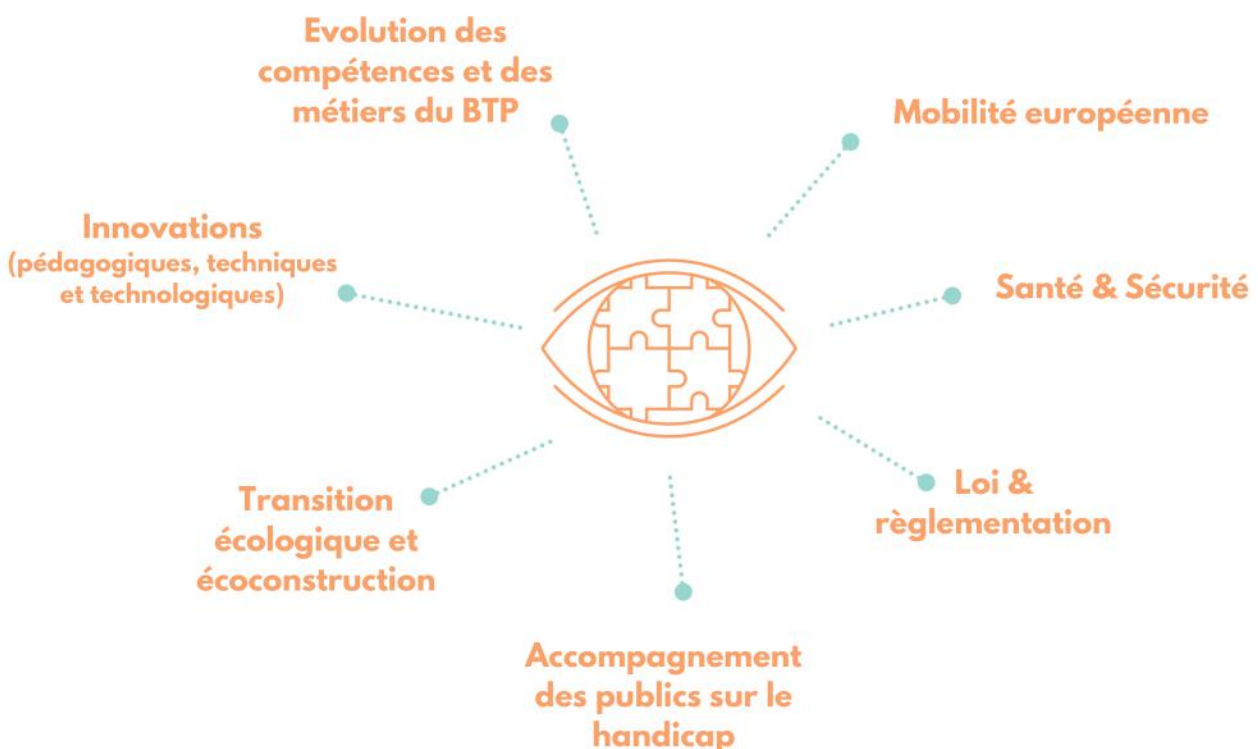 Evolution des
compétences et des
métiers du BTP
Mobilité européenne
Innovations
(pédagogiques, techniques
et technologiques)
Santé & Sécurité
Transition
écologique et
écoconstruction
Loi &
règlementation
Accompagnement
des publics sur le
handicap